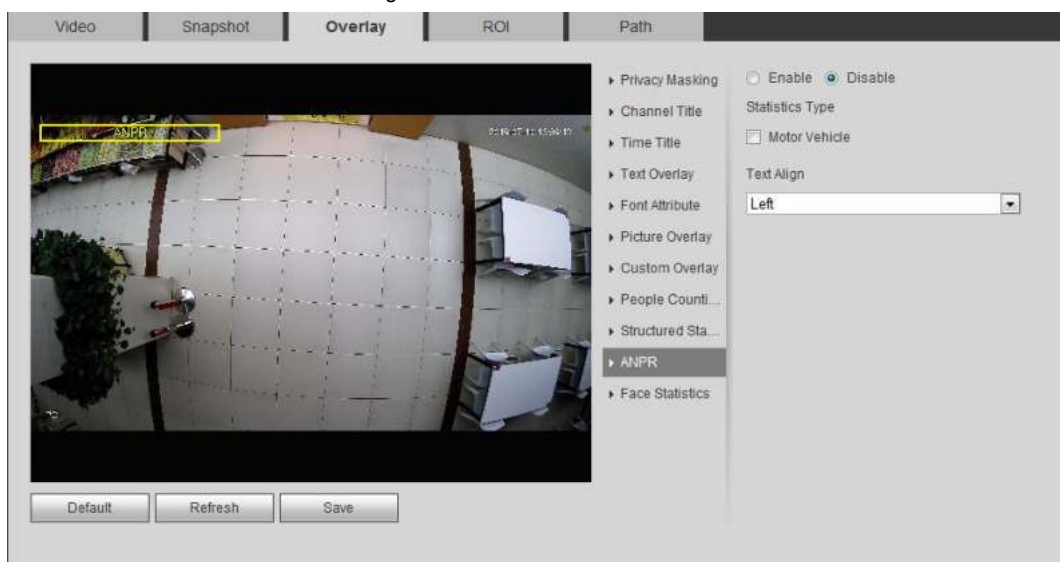 Video Snapshot Overlay ROI Path
ANPR
Privacy Masking
Channel Title
Time Title
Text Overlay
Font Attribute
Picture Overlay
Custom Overlay
People Counti...
Structured Sta...
ANPR
Face Statistics
Enable Disable
Statistics Type
Motor Vehicle
Text Align
Left
Default Refresh Save